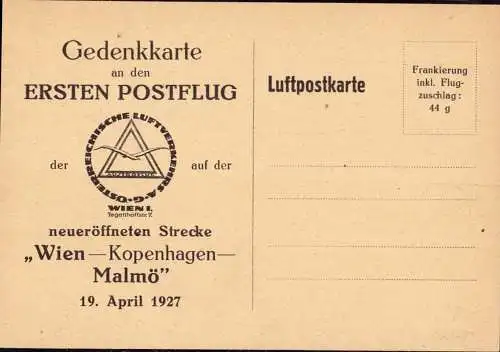 Gedenkkarte
an den
ERSTEN POSTFLUG
ÖSTERREICHISCHE LUFTVERKEHRS-A.-G.
der
auf der
WIEN I.
Tegetthoffstr. 7.
neueröffneten Strecke
„Wien—Kopenhagen—
Malmö"
19. April 1927
Luftpostkarte
Frankierung
inkl. Flug-
zuschlag:
44 g